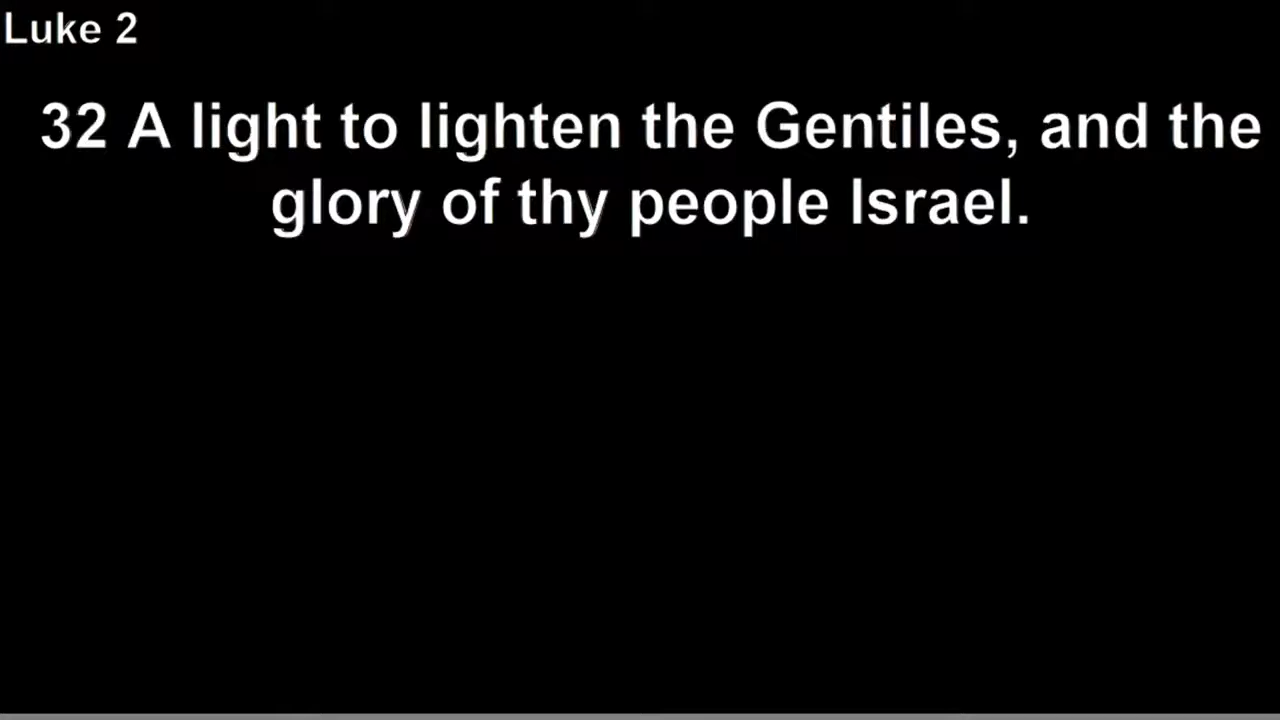 Luke 2
32 A light to lighten the Gentiles, and the
glory of thy people Israel.